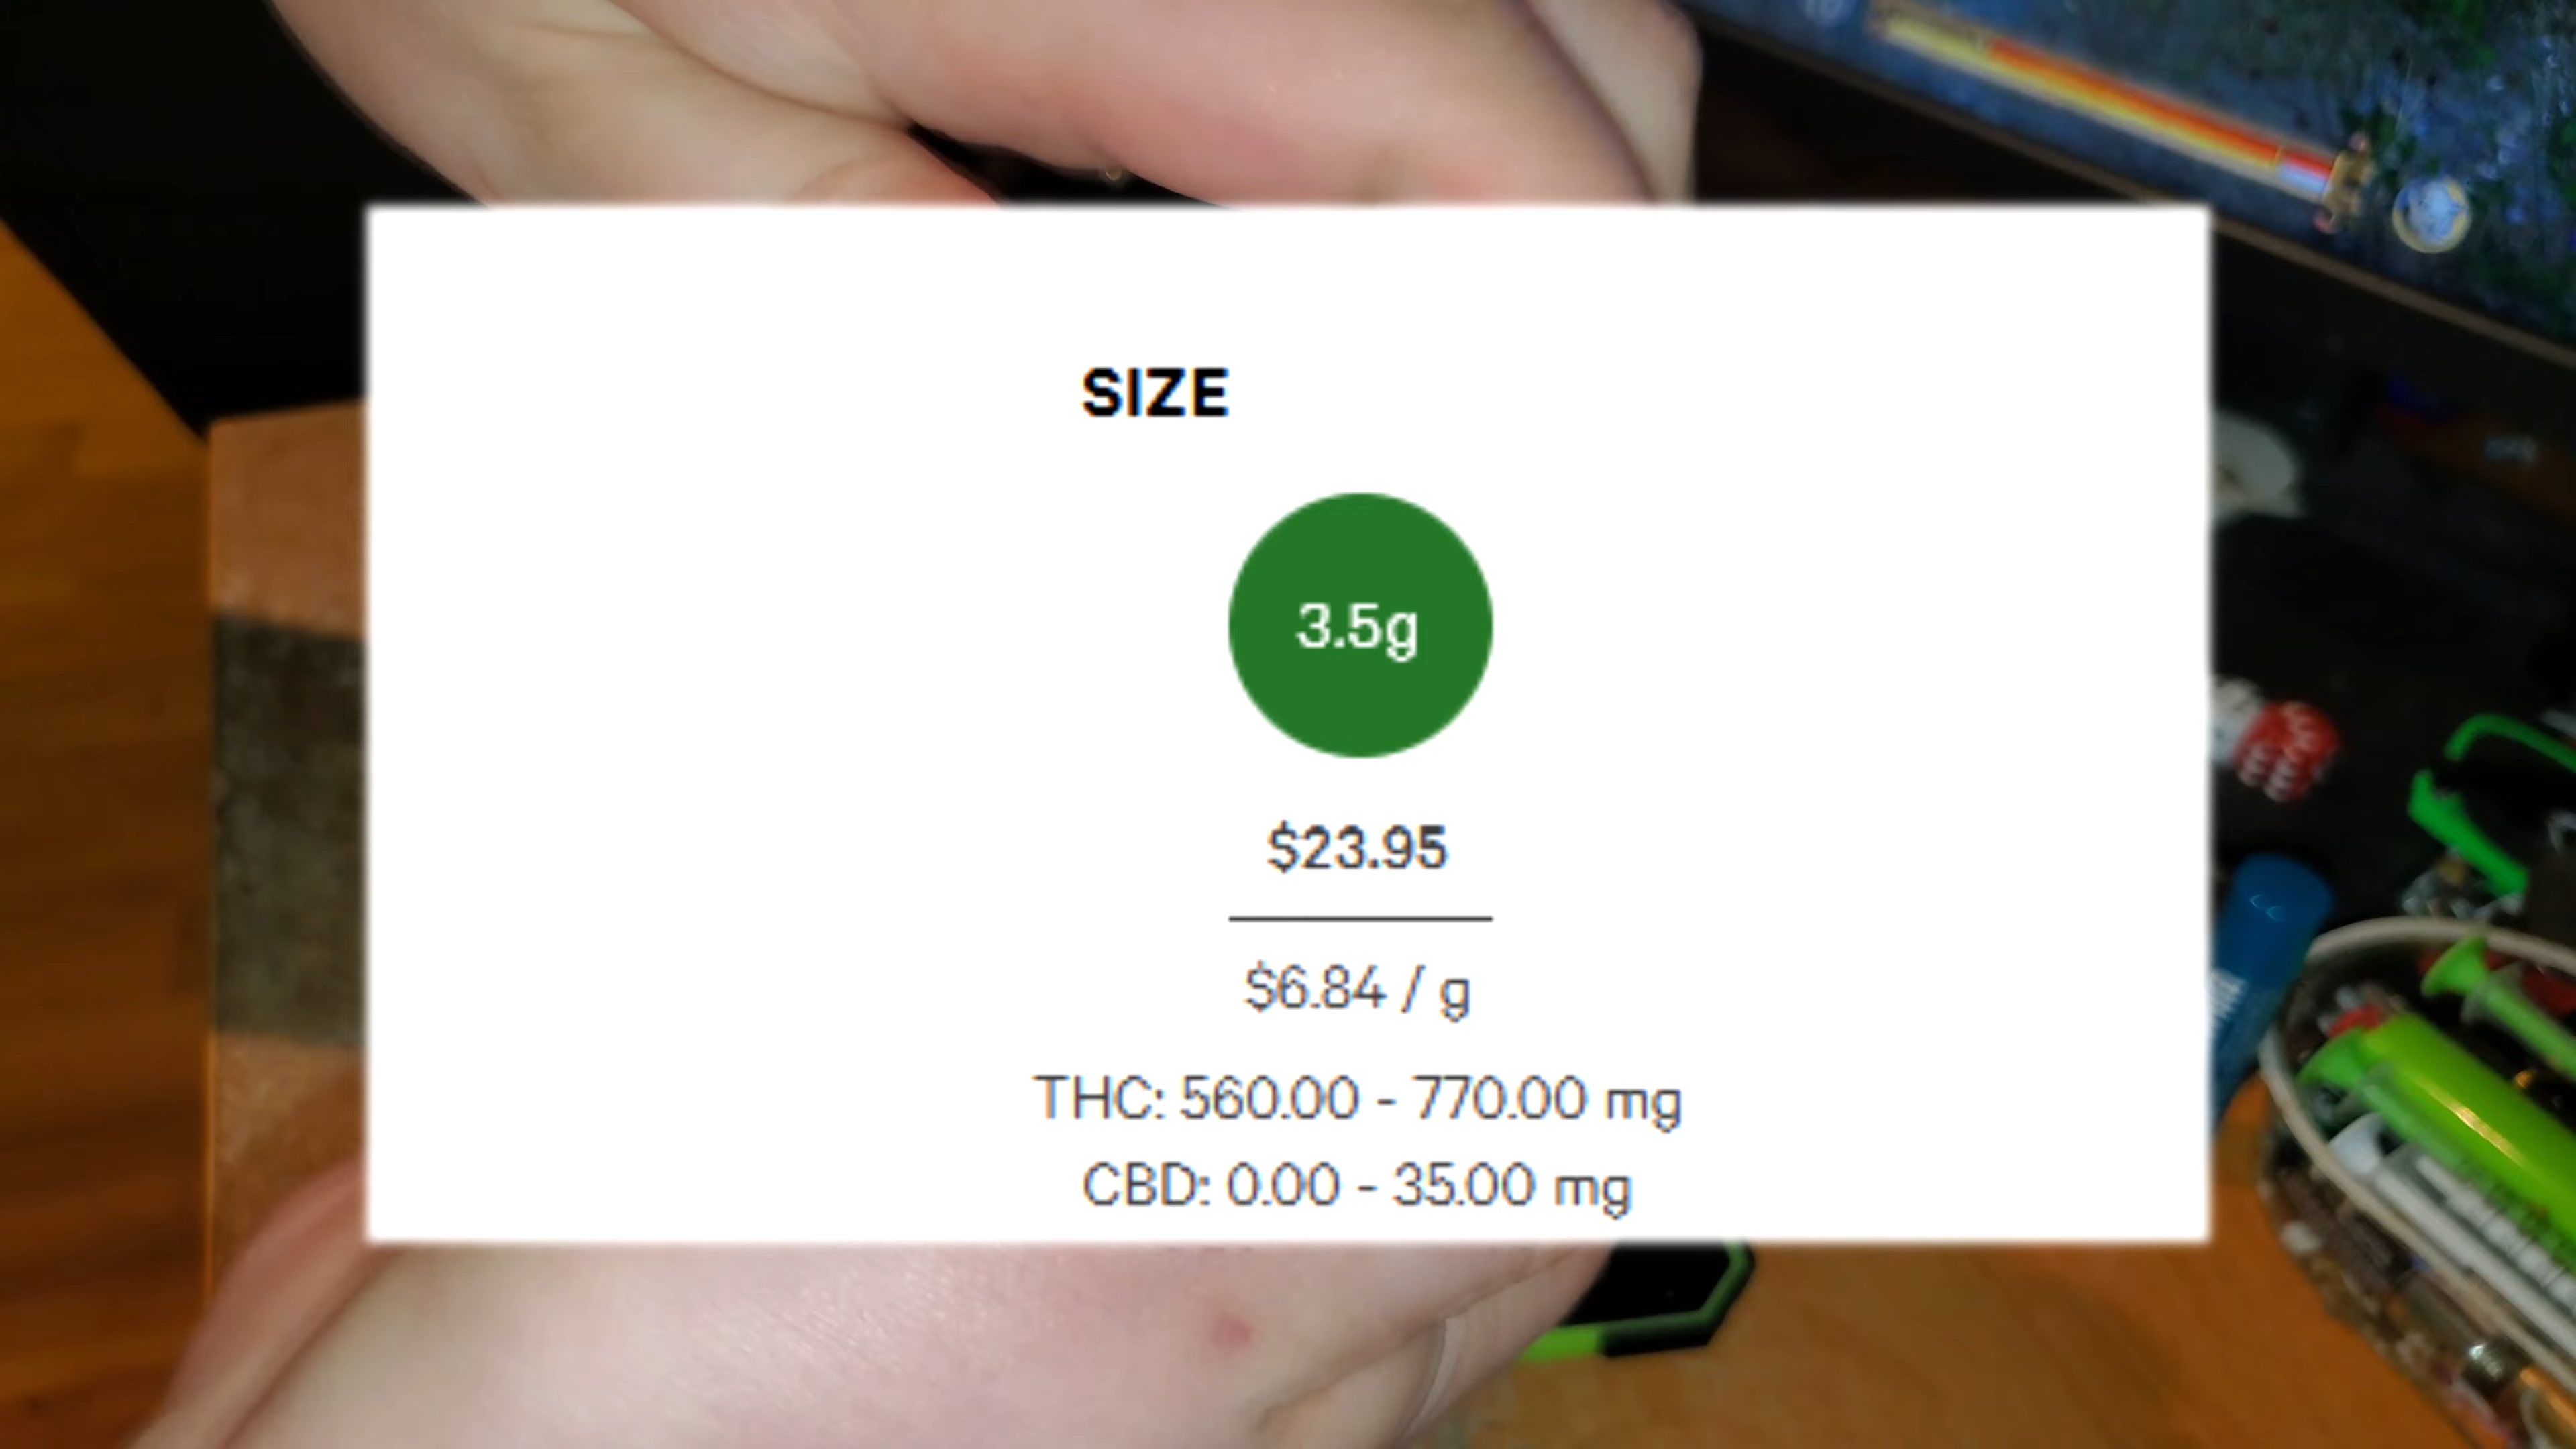 SIZE
3.5g
$23.95
$6.84 / g
THC: 560.00 - 770.00 mg
CBD: 0.00 - 35.00 mg